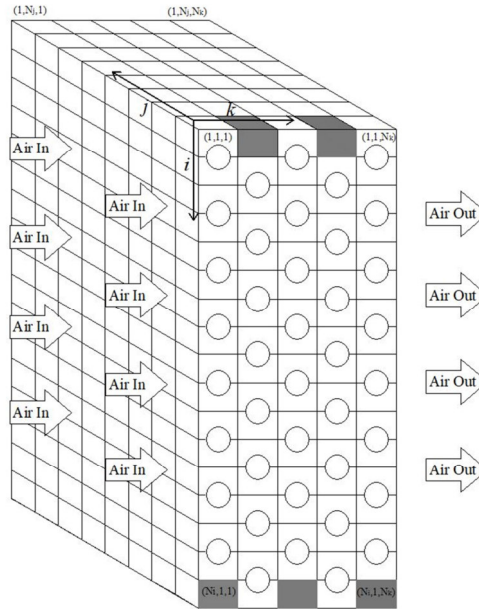 (1,Nj,1)
(1,Nj,Nk)
j
k
i
(1,1,1)
(1,1,Nk)
Air In
Air In
Air Out
Air In
Air In
Air Out
Air In
Air In
Air Out
Air In
Air In
Air Out
(Ni,1,1)
(Ni,1,Nk)